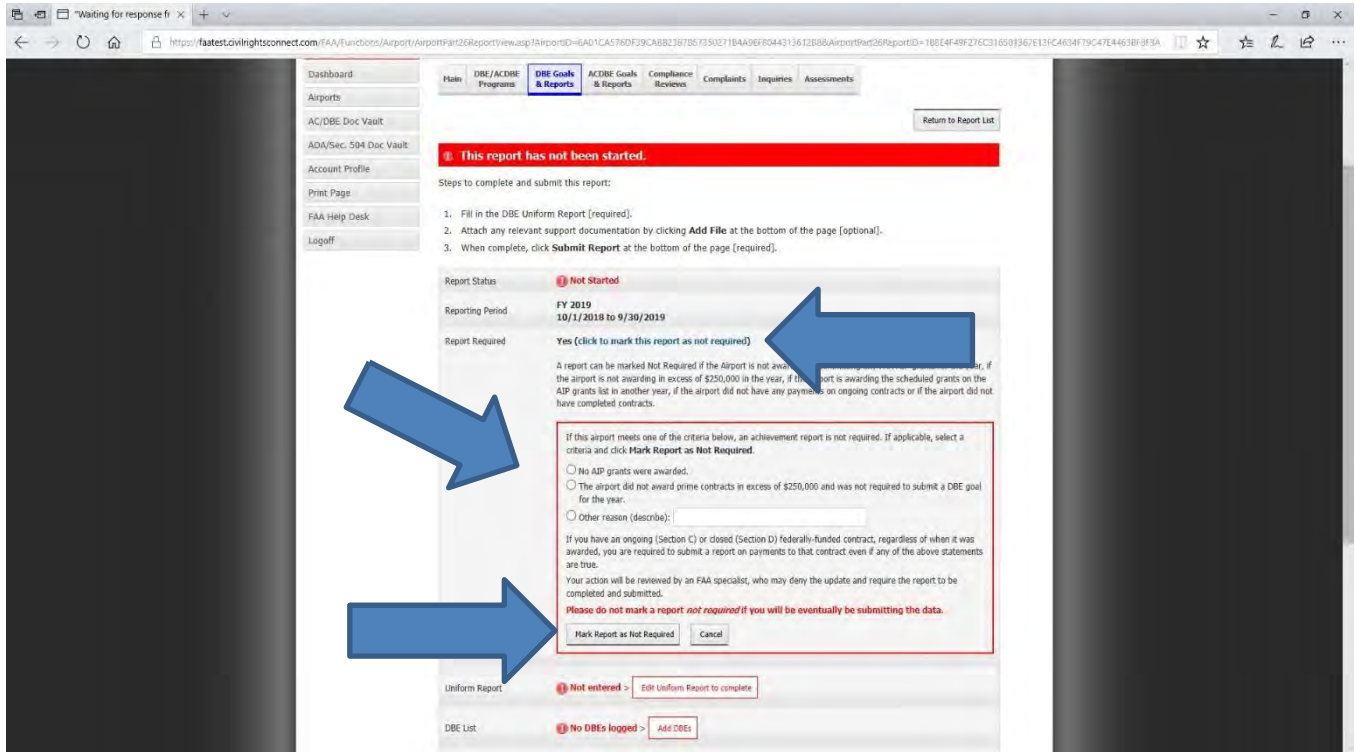 "Waiting for response fr
https://faatest.civilrightsconnect.com/FAA/Functions/Airport/AirportPart26ReportView.asp?
Dashboard
Airports
AC/DBE Doc Vault
ADA/Sec. 504 Doc Vault
Account Profile
Print Page
FAA Help Desk
Logoff
Main
DBE/ACDBE Programs
DBE Goals & Reports
ACDBE Goals & Reports
Compliance Reviews
Complaints
Inquiries
Assessments
Return to Report List
This report has not been started.
Steps to complete and submit this report:
1. Fill in the DBE Uniform Report [required].
2. Attach any relevant support documentation by clicking Add File at the bottom of the page [optional].
3. When complete, click Submit Report at the bottom of the page [required].
Report Status
Not Started
Reporting Period
FY 2019
10/1/2018 to 9/30/2019
Report Required
Yes (click to mark this report as not required)
A report can be marked Not Required if the Airport is not year, if
the airport is not awarding in excess of $250,000 in the year, if is awarding the scheduled grants on the
AIP grants list in another year, if the airport did not have any on ongoing contracts or if the airport did not
have completed contracts.
If this airport meets one of the criteria below, an achievement report is not required. If applicable, select a
criteria and click Mark Report as Not Required.
No AIP grants were awarded.
The airport did not award prime contracts in excess of $250,000 and was not required to submit a DBE goal
for the year.
Other reason (describe):
If you have an ongoing (Section C) or closed (Section D) federally-funded contract, regardless of when it was
awarded, you are required to submit a report on payments to that contract even if any of the above statements
are true.
Your action will be reviewed by an FAA specialist, who may deny the update and require the report to be
completed and submitted.
Please do not mark a report not required if you will be eventually be submitting the data.
Mark Report as Not Required
Cancel
Uniform Report
Not entered > Edit Uniform Report to complete
DBE List
No DBEs logged > Add DBEs